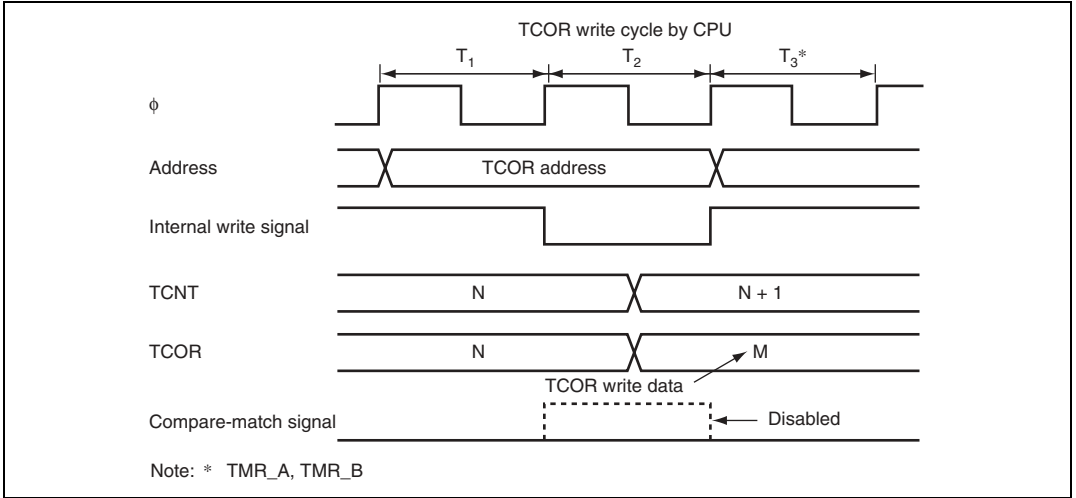 TCOR write cycle by CPU
T1 T2 T3*
ϕ
Address TCOR address
Internal write signal
TCNT N N + 1
TCOR N M
TCOR write data
Compare-match signal Disabled
Note: * TMR_A, TMR_B